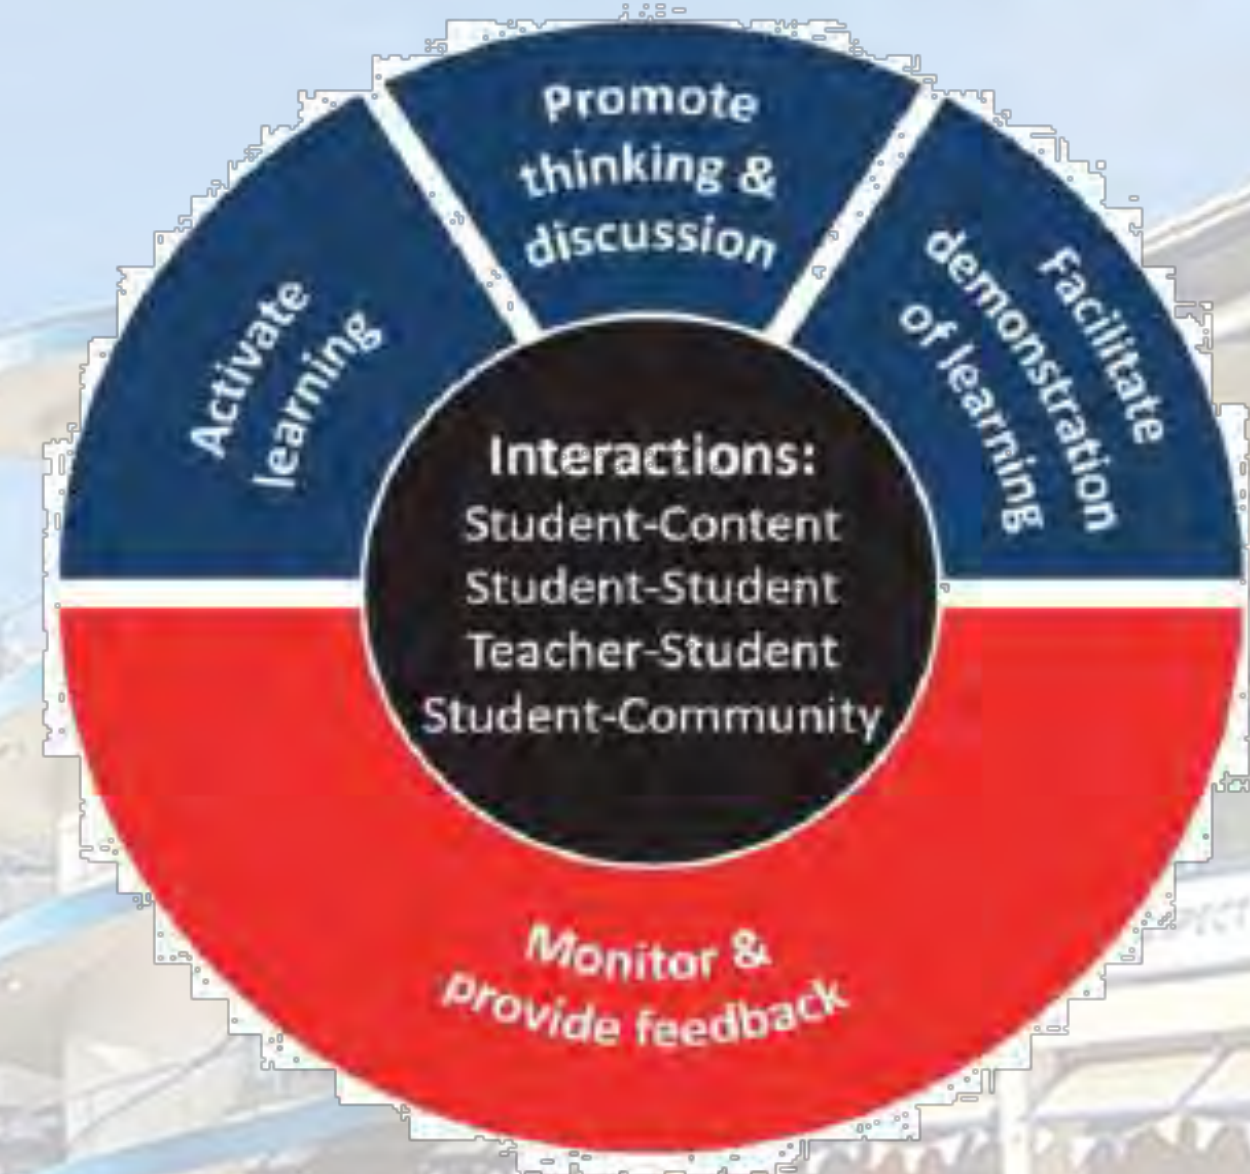 Promote
thinking &
discussion
Activate
learning
Facilitate
demonstration
of learning
Interactions:
Student-Content
Student-Student
Teacher-Student
Student-Community
Monitor &
provide feedback